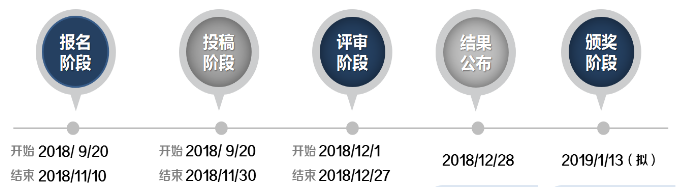 报名
阶段
投稿
阶段
评审
阶段
结果
公布
颁奖
阶段
开始 2018/ 9/20
结束 2018/11/10
开始 2018/ 9/20
结束 2018/11/30
开始 2018/12/1
结束 2018/12/27
2018/12/28
2019/1/13（拟）